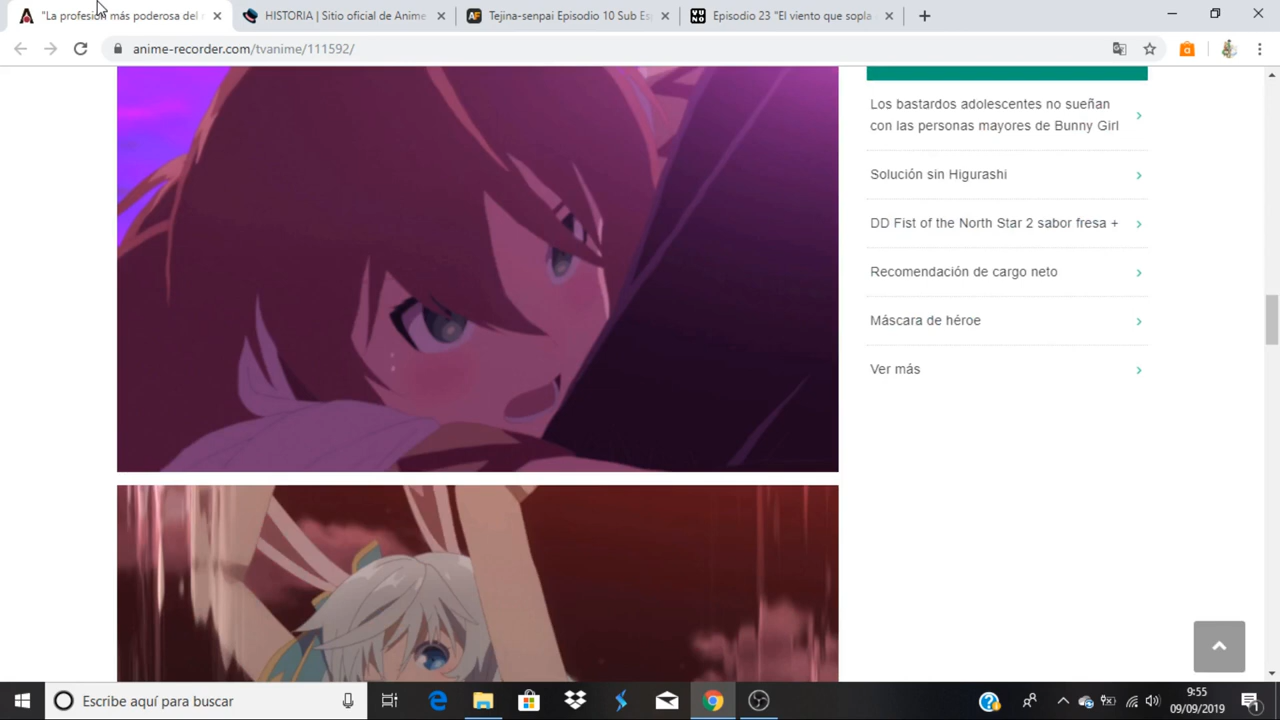 "La profesión más poderosa del
HISTORIA | Sitio oficial de Anime
Tejina-senpai Episodio 10 Sub Es
Episodio 23 "El viento que sopla
anime-recorder.com/tvanime/111592/
Los bastardos adolescentes no sueñan
con las personas mayores de Bunny Girl
Solución sin Higurashi
DD Fist of the North Star 2 sabor fresa +
Recomendación de cargo neto
Máscara de héroe
Ver más
Escribe aquí para buscar
9:55
09/09/2019